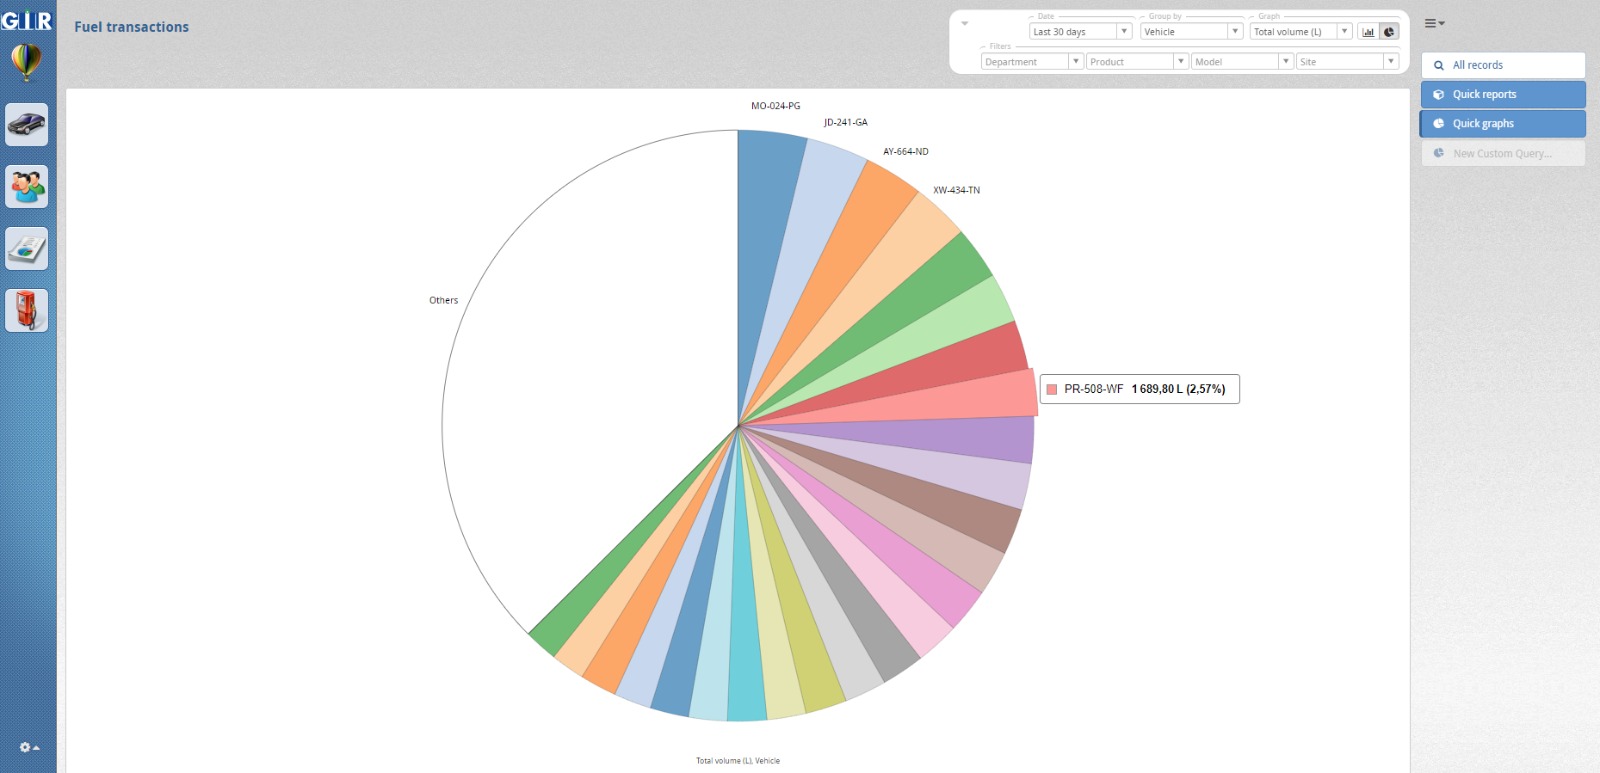 GIR
Fuel transactions
Date
Last 30 days
Group by
Vehicle
Graph
Total volume (L)
Filters
Department
Product
Model
Site
All records
Quick reports
Quick graphs
New Custom Query...
MO-024-PG
JD-241-GA
AY-664-ND
XW-434-TN
Others
PR-508-WF 1 689,80 L (2,57%)
Total volume (L), Vehicle